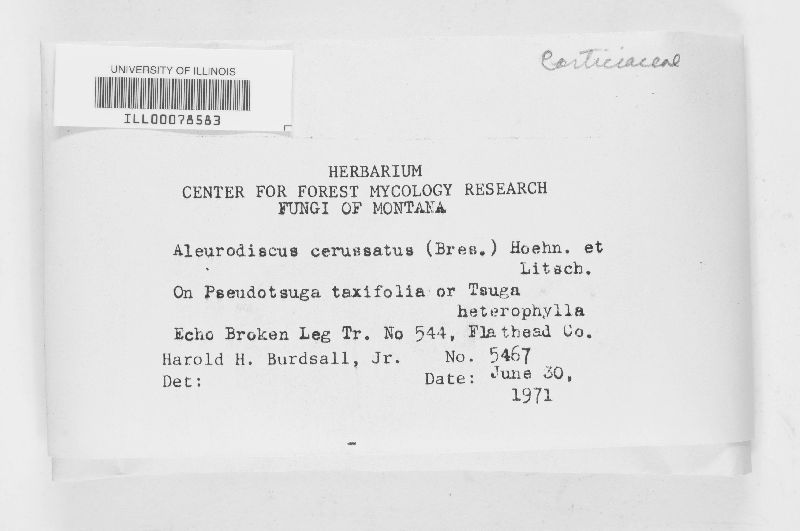 Corticiaceae
UNIVERSITY OF ILLINOIS
ILL00078583
HERBARIUM
CENTER FOR FOREST MYCOLOGY RESEARCH
FUNGI OF MONTANA
Aleurodiscus cerussatus (Bres.) Hoehn. et
Litsch.
On Pseudotsuga taxifolia or Tsuga
heterophylla
Echo Broken Leg Tr. No 544, Flathead Co.
Harold H. Burdsall, Jr. No. 5467
Det: Date: June 30,
1971